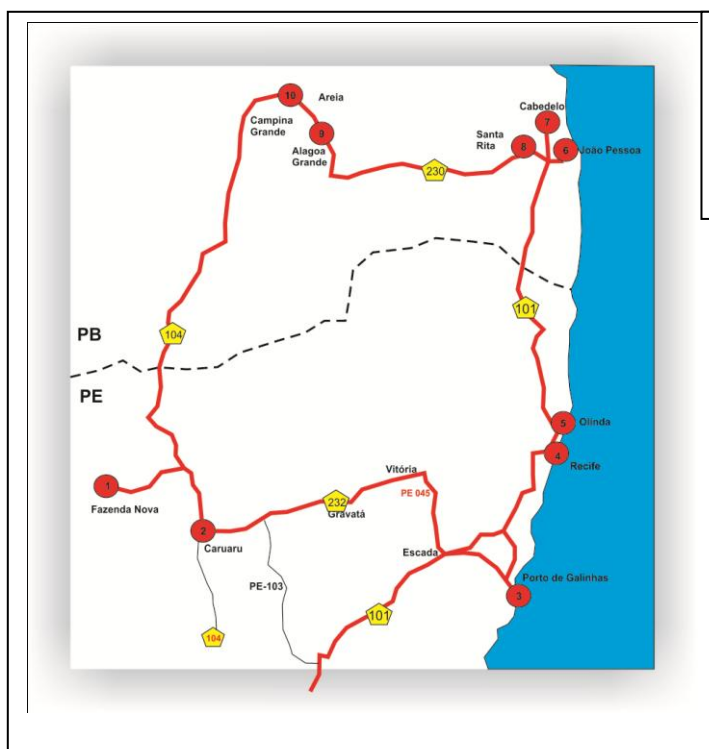 10
Areia
Campina
Grande
9
Alagoa
Grande
Cabedelo
7
Santa
Rita
8
6
João Pessoa
230
101
104
PB
PE
5
Olinda
4
Recife
Vitória
PE 045
1
Fazenda Nova
232
Gravatá
2
Caruaru
Escada
PE-103
Porto de Galinhas
3
101
104